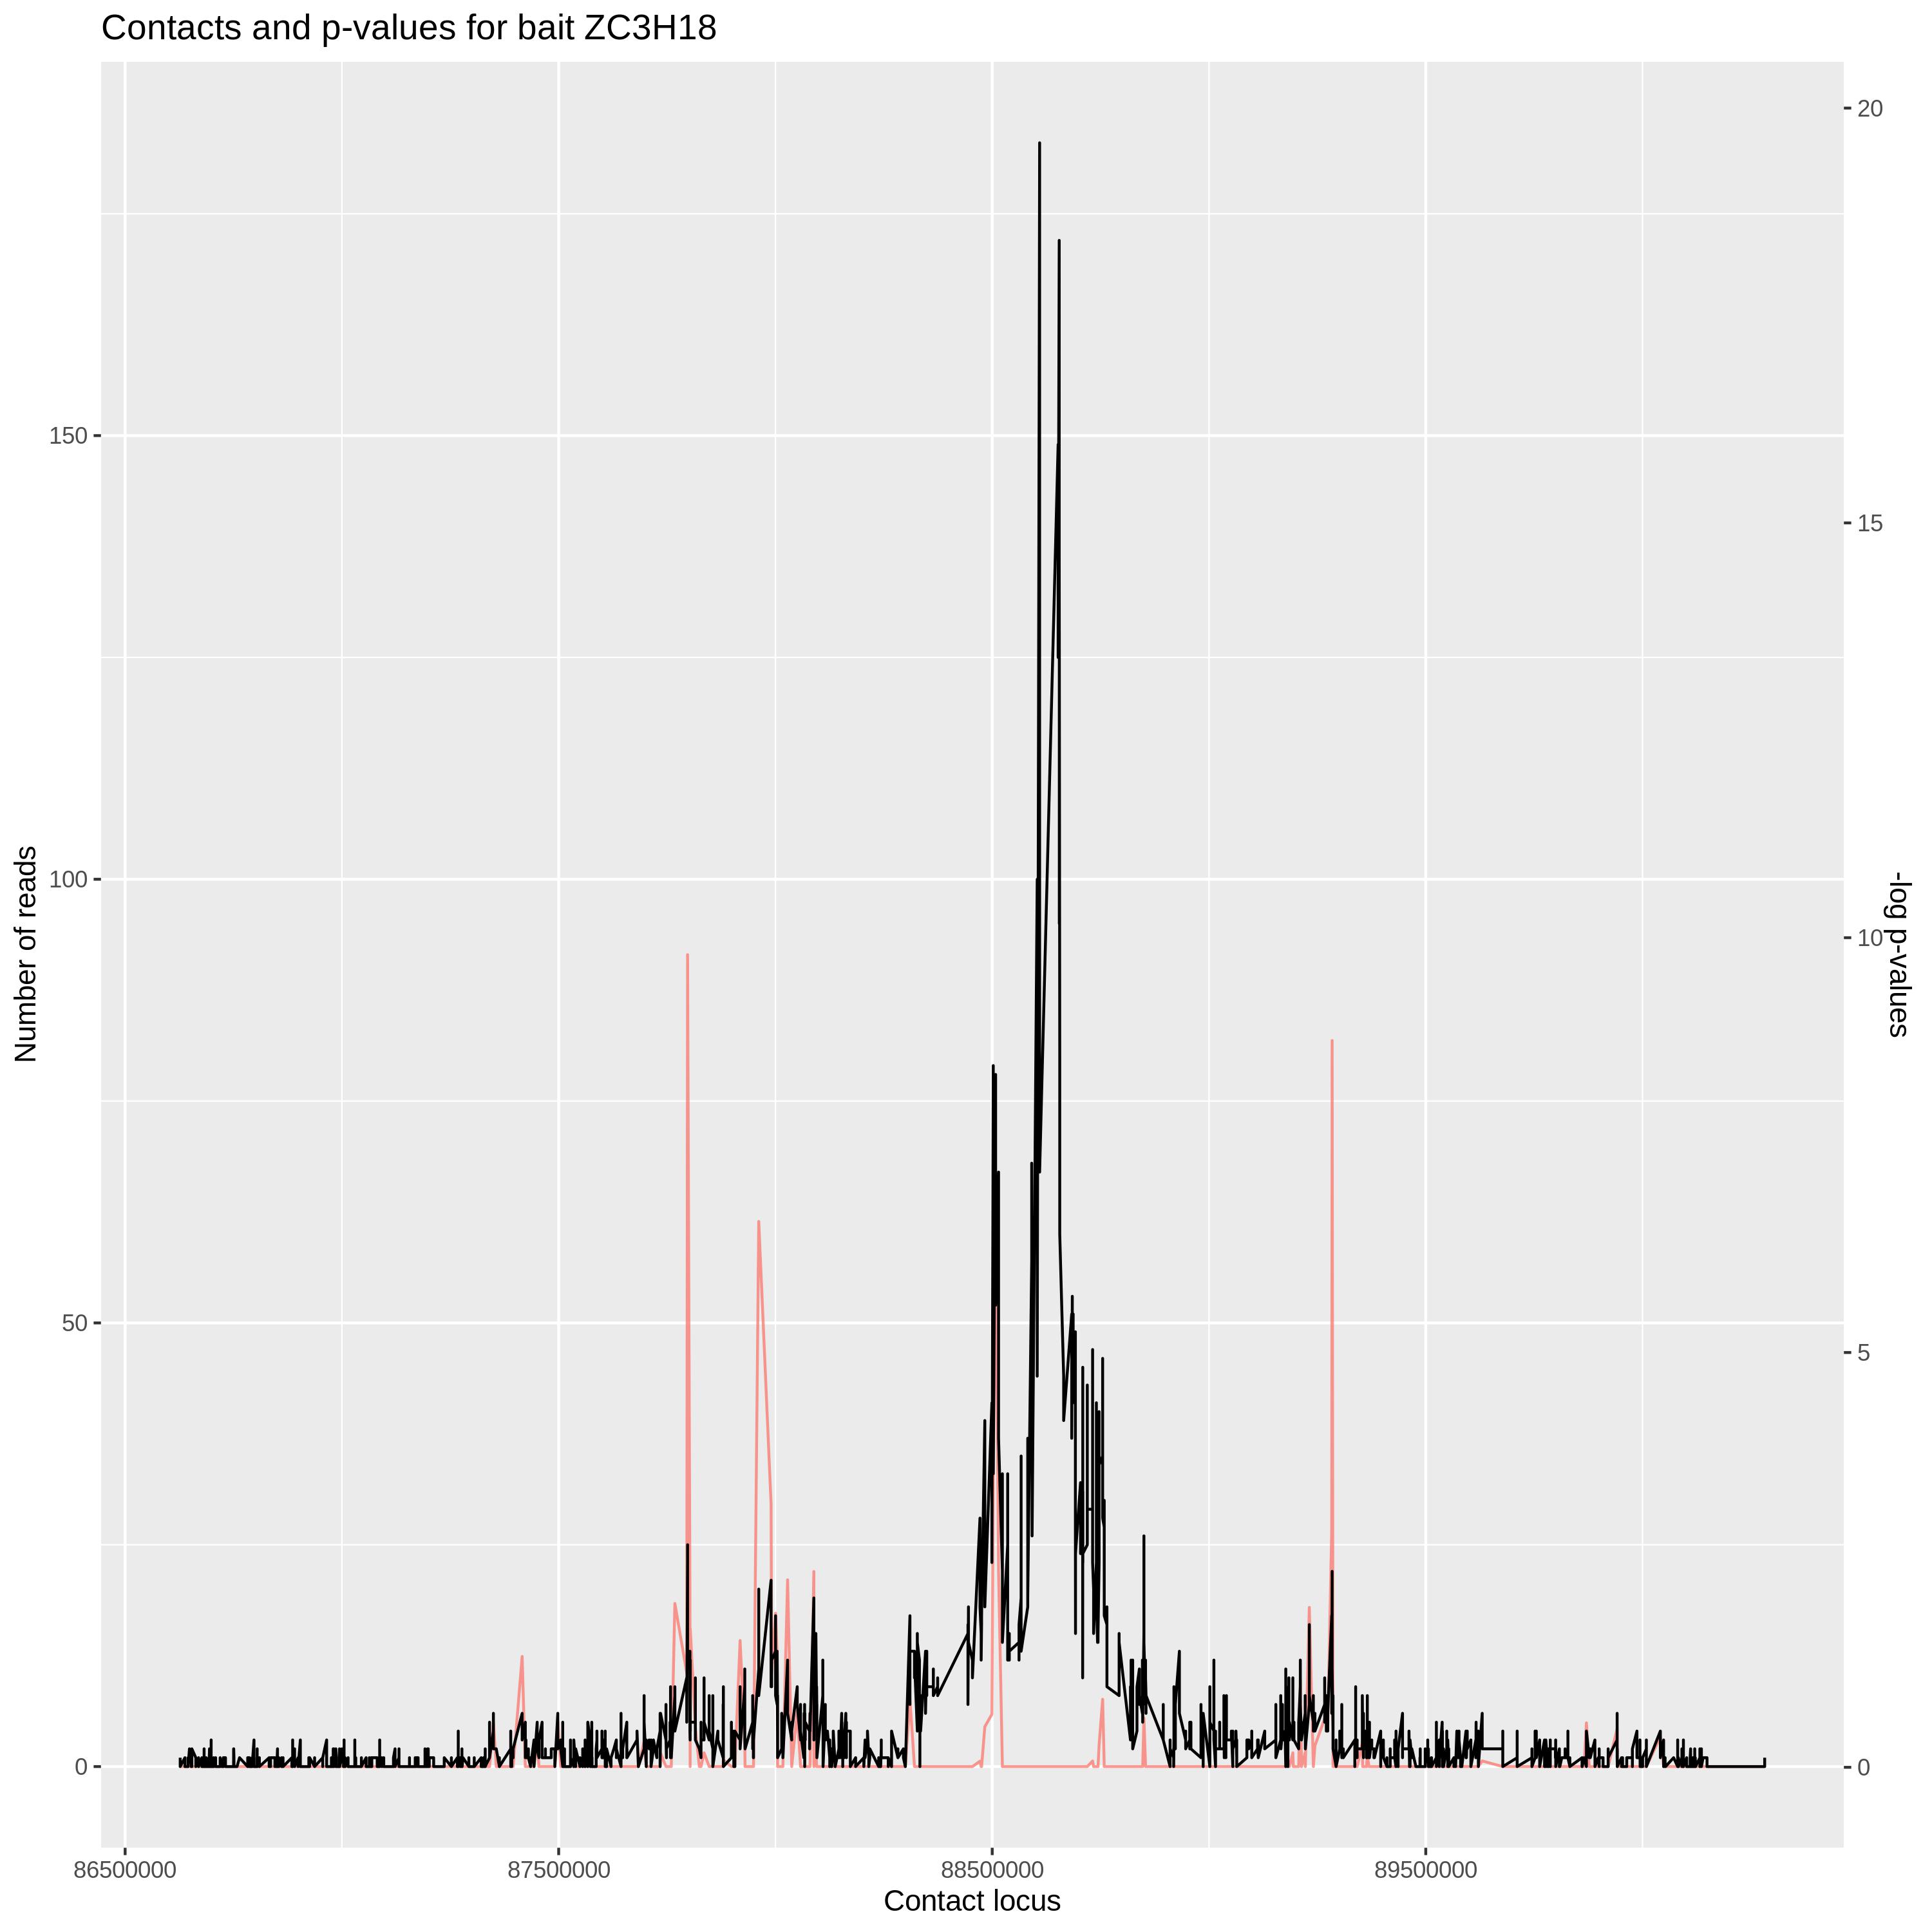 Contacts and p-values for bait ZC3H18
20
15
10
5
0
150
100
50
0
Number of reads
-log p-values
86500000 87500000 88500000 89500000
Contact locus